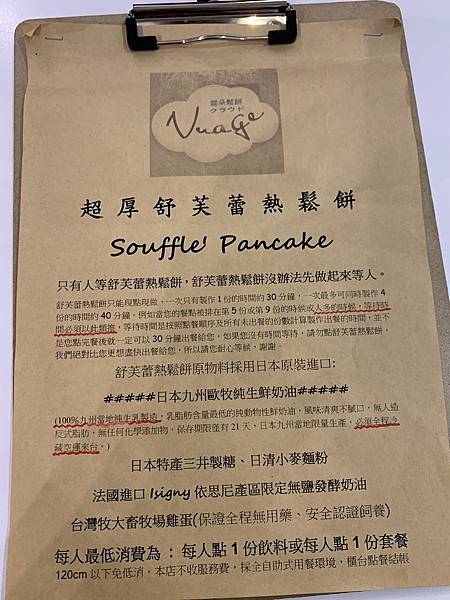 雲朵鬆餅
クラウド
Nuage
超厚舒芙蕾熱鬆餅
Souffle' Pancake
只有人等舒芙蕾熱鬆餅，舒芙蕾熱鬆餅沒辦法先做起來等人。
舒芙蕾熱鬆餅只能現點現做，一次只有製作1份的時間約30分鐘，一次最多可同時製作4
份的時間約40分鐘。例如當您的餐點被排在第5份或第9份的時候或人多的時候，等待時
間必須以此類推，等待時間是按照點餐順序及所有未出餐的份數計算製作出餐的時間，並不
是您點完餐後就一定可以30分鐘出餐給您，如果您沒有時間等待，請勿點舒芙蕾熱鬆餅，
我們絕對比您更想盡快出餐給您，所以請您耐心等候，謝謝。
舒芙蕾熱鬆餅原物料採用日本原裝進口：
#####日本九州歐牧純生鮮奶油#####
(100%九州當地純生乳製造，乳脂肪含量最低的純動物性鮮奶油，風味清爽不膩口，無人造
反式脂肪，無任何化學添加物，保存期限僅有21天，日本九州當地限量生產，必須全程冷
藏空運來台。)
日本特產三井製糖、日清小麥麵粉
法國進口 Isigny 依思尼產區限定無鹽發酵奶油
台灣牧大畜牧場雞蛋(保證全程無用藥、安全認證飼養)
每人最低消費為：每人點1份飲料或每人點1份套餐
120cm以下免低消，本店不收服務費，採全自助式用餐環境，櫃台點餐結帳